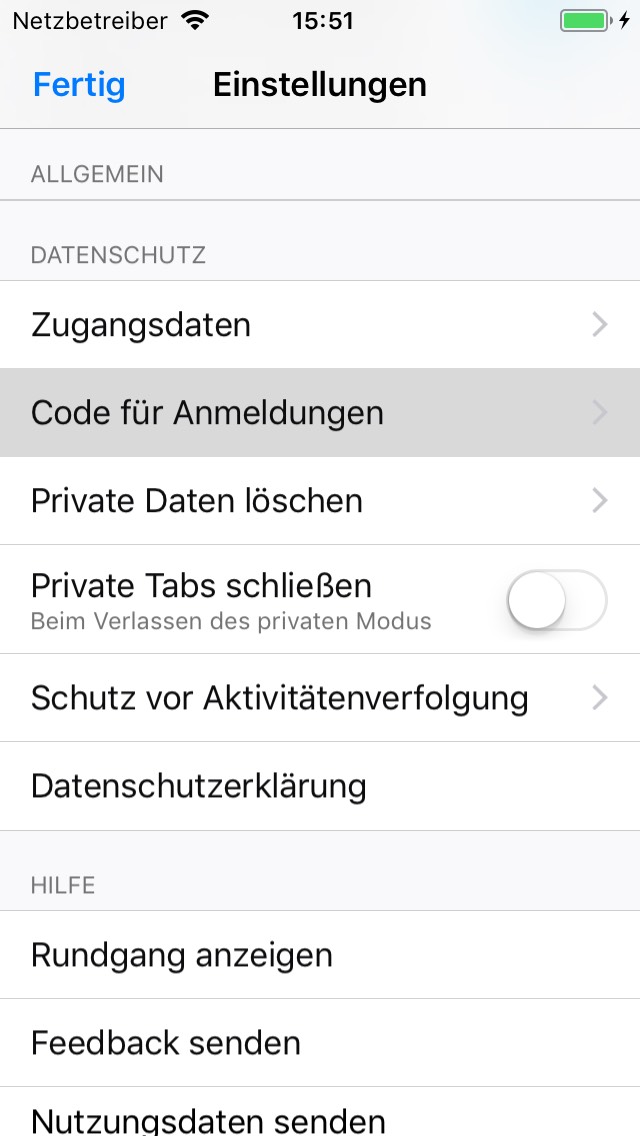 Netzbetreiber 15:51
Fertig Einstellungen
ALLGEMEIN
DATENSCHUTZ
Zugangsdaten
Code für Anmeldungen
Private Daten löschen
Private Tabs schließen
Beim Verlassen des privaten Modus
Schutz vor Aktivitätenverfolgung
Datenschutzerklärung
HILFE
Rundgang anzeigen
Feedback senden
Nutzungsdaten senden